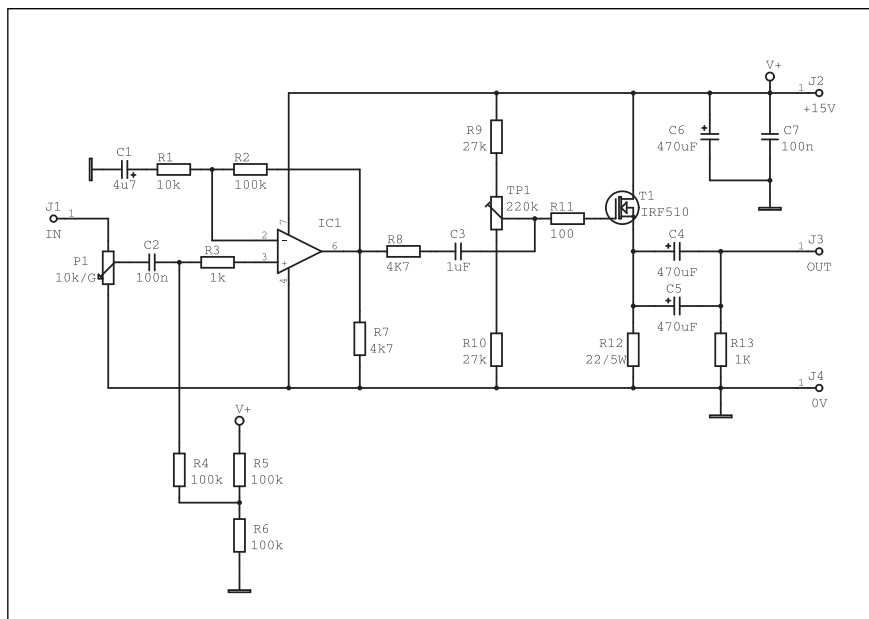 V+
1
J2
+15V
R9
27k
C6
470uF
C7
100n
C1
+
4u7
R1
10k
R2
100k
J1
1
IN
TP1
220k
R11
100
T1
IRF510
IC1
7
2
−
3
+
6
4
P1
10k/G
C2
100n
R3
1k
R8
4K7
C3
1uF
+
C4
470uF
1
J3
OUT
+
C5
470uF
R7
4k7
R10
27k
R12
22/5W
R13
1K
1
J4
0V
V+
R4
100k
R5
100k
R6
100k